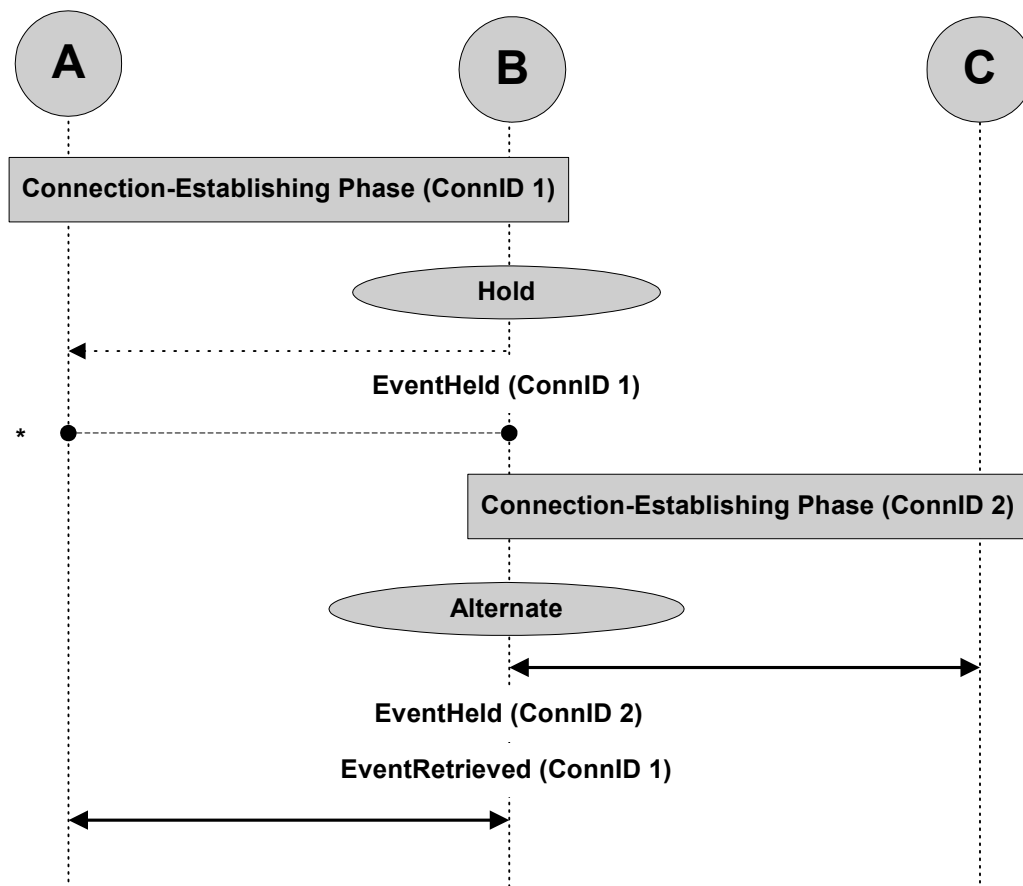 A
B
C
Connection-Establishing Phase (ConnID 1)
Hold
EventHeld (ConnID 1)
*
Connection-Establishing Phase (ConnID 2)
Alternate
EventHeld (ConnID 2)
EventRetrieved (ConnID 1)